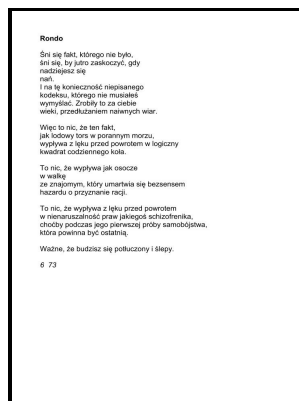 Rondo
Śni się fakt, którego nie było,
śni się, by jutro zaskoczyć, gdy
nadziejesz się
nań.
I na tę konieczność niepisanego
kodeksu, którego nie musiałeś
wymyślać. Zrobiły to za ciebie
wieki, przedłużaniem naiwnych wiar.
Więc to nic, że ten fakt,
jak lodowy tors w porannym morzu,
wypływa z lęku przed powrotem w logiczny
kwadrat codziennego koła.
To nic, że wypływa jak osocze
w walkę
ze znajomym, który umartwia się bezsensem
hazardu o przyznanie racji.
To nic, że wypływa z lęku przed powrotem
w nienaruszalność praw jakiegoś schizofrenika,
choćby podczas jego pierwszej próby samobójstwa,
która powinna być ostatnią.
Ważne, że budzisz się potłuczony i ślepy.
6 73